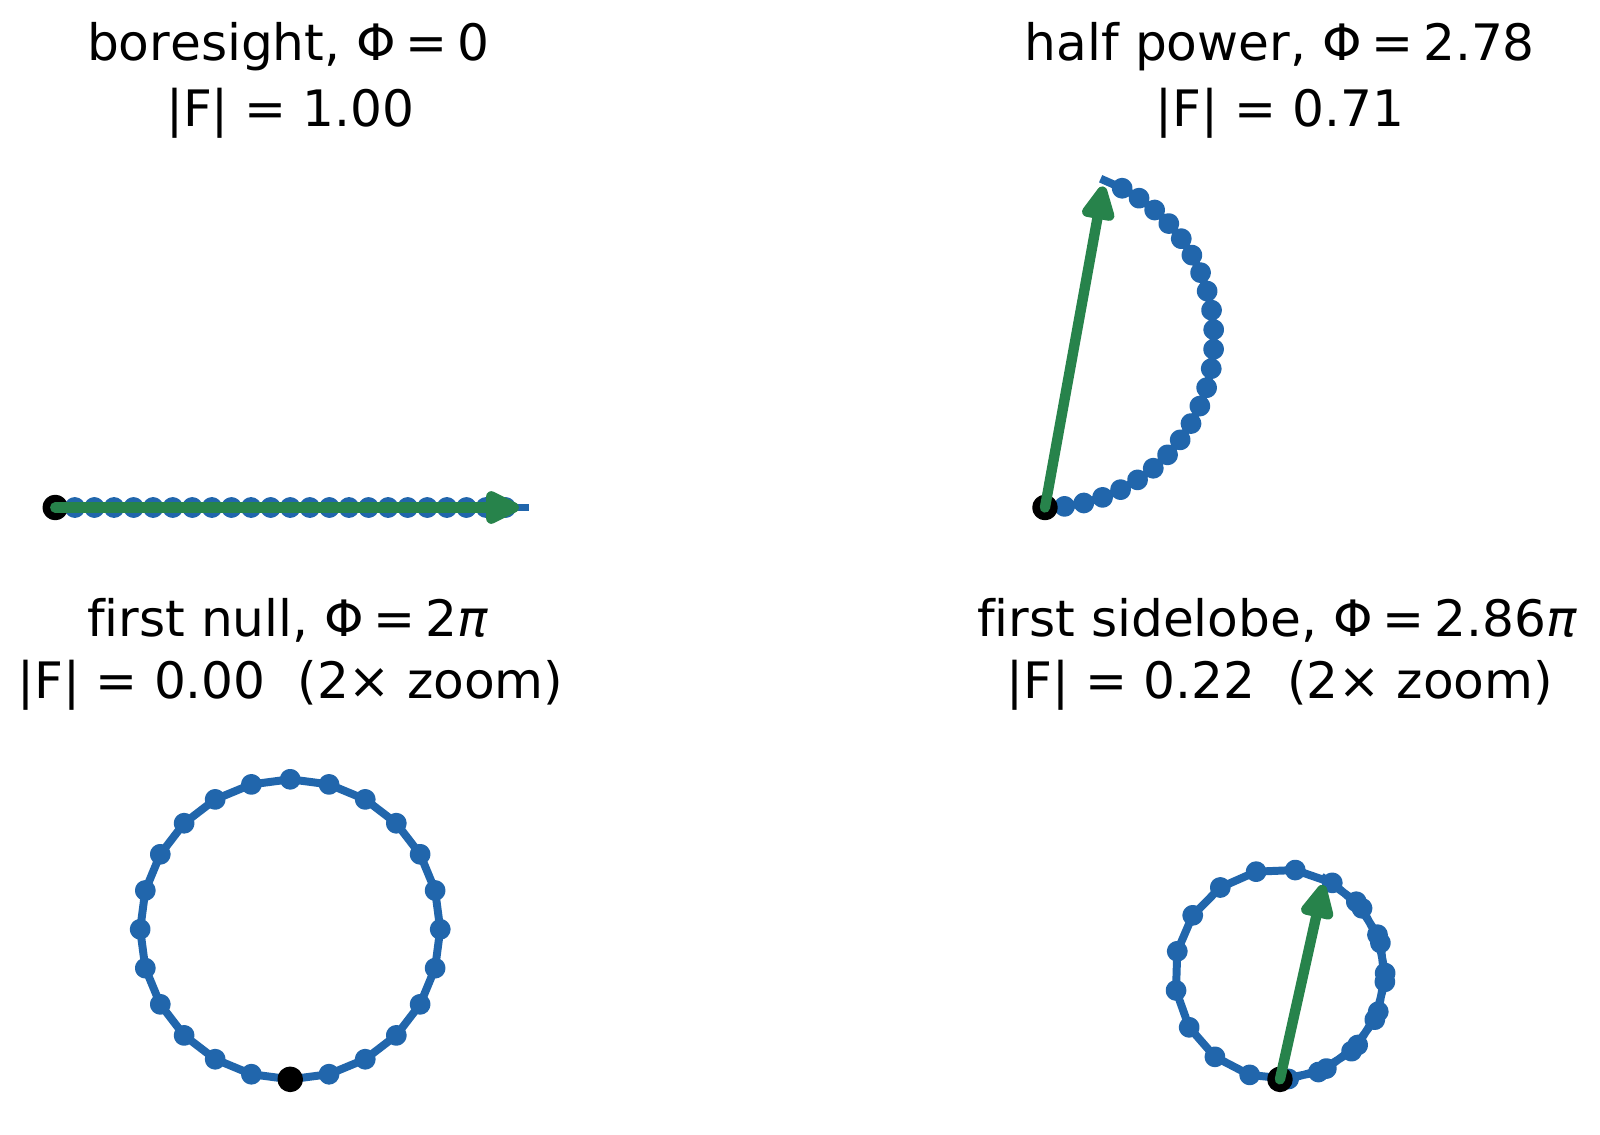 boresight, Φ = 0
|F| = 1.00
half power, Φ = 2.78
|F| = 0.71
first null, Φ = 2π
|F| = 0.00 (2× zoom)
first sidelobe, Φ = 2.86π
|F| = 0.22 (2× zoom)